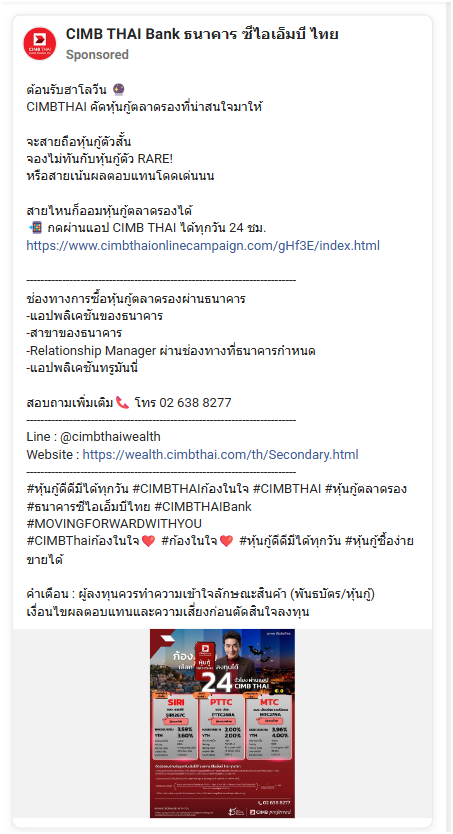 CIMB THAI Bank ธนาคาร ซีไอเอ็มบี ไทย
Sponsored
ต้อนรับฮาโลวีน 🔮
CIMBTHAI คัดหุ้นกู้ตลาดรองที่น่าสนใจมาให้
จะสายถือหุ้นกู้ตัวสั้น
จองไม่ทันกับหุ้นกู้ตัว RARE!
หรือสายเน้นผลตอบแทนโดดเด่นนน
สายไหนก็ออมหุ้นกู้ตลาดรองได้
📲 กดผ่านแอป CIMB THAI ได้ทุกวัน 24 ชม.
https://www.cimbthaionlinecampaign.com/gHf3E/index.html
---------------------------------------------------------------------------
ช่องทางการซื้อหุ้นกู้ตลาดรองผ่านธนาคาร
-แอปพลิเคชันของธนาคาร
-สาขาของธนาคาร
-Relationship Manager ผ่านช่องทางที่ธนาคารกำหนด
-แอปพลิเคชันทรูมันนี่
สอบถามเพิ่มเติม📞 โทร 02 638 8277
---------------------------------------------------------------------------
Line : @cimbthaiwealth
Website : https://wealth.cimbthai.com/th/Secondary.html
---------------------------------------------------------------------------
#หุ้นกู้ดีดีมีได้ทุกวัน #CIMBTHAIก้องในใจ #CIMBTHAI #หุ้นกู้ตลาดรอง
#ธนาคารซีไอเอ็มบีไทย #CIMBTHAIBank
#MOVINGFORWARDWITHYOU
#CIMBThaiก้องในใจ❤️ #ก้องในใจ❤️ #หุ้นกู้ดีดีมีได้ทุกวัน #หุ้นกู้ซื้อง่าย
ขายได้
คำเตือน : ผู้ลงทุนควรทำความเข้าใจลักษณะสินค้า (พันธบัตร/หุ้นกู้)
เงื่อนไขผลตอบแทนและความเสี่ยงก่อนตัดสินใจลงทุน
หุ้นกู้
ลงทุนได้
24
CIMB THAI
SIRI PTTC MTC
3.59% 2.00% 3.96%
YTM 3.60% YTM 2.00% YTM 4.00%
02 638 8277
CIMB preferred